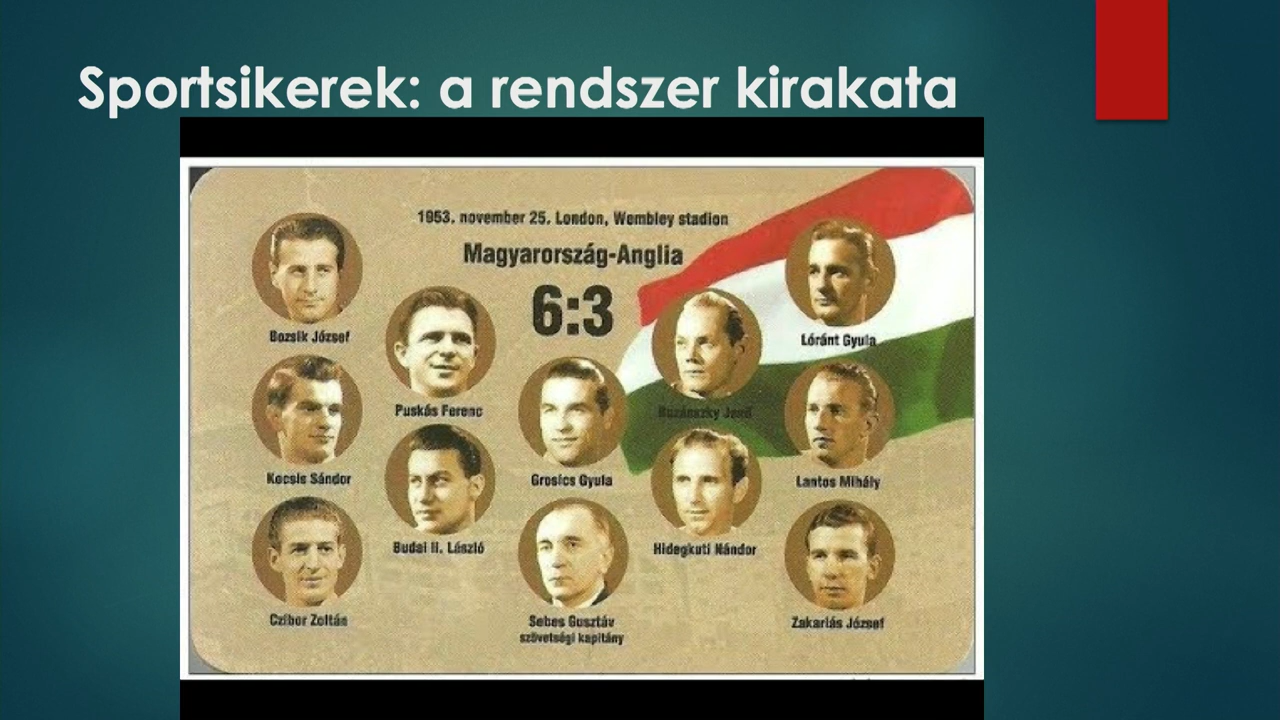 Sportsikerek: a rendszer kirakata
1953. november 25. London, Wembley stadion
Magyarország-Anglia
6:3
Bozsik József
Lóránt Gyula
Puskás Ferenc
Buzánszky Jenő
Kocsis Sándor
Grosics Gyula
Lantos Mihály
Budai II. László
Hidegkuti Nándor
Czibor Zoltán
Sebes Gusztáv
szövetségi kapitány
Zakariás József